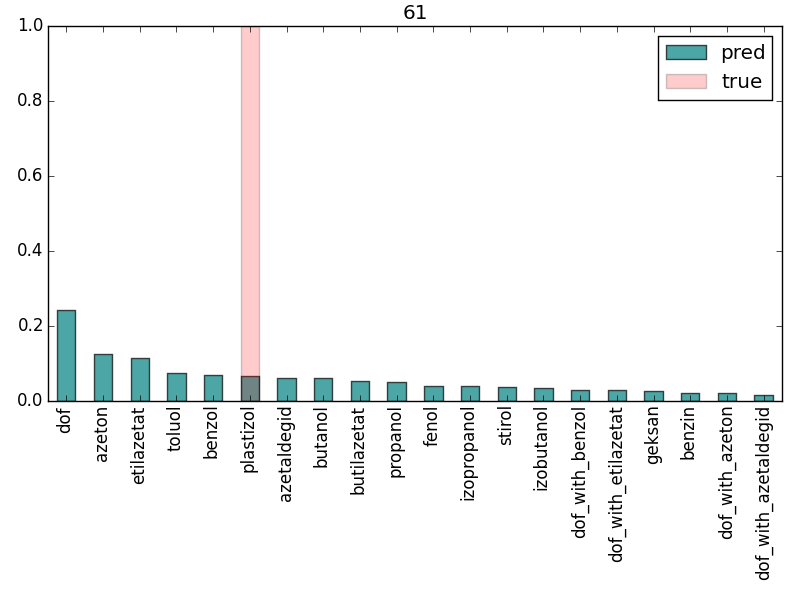 61
1.0
0.8
0.6
0.4
0.2
0.0
pred
true
dof
azeton
etilazetat
toluol
benzol
plastizol
azetaldegid
butanol
butilazetat
propanol
fenol
izopropanol
stirol
izobutanol
dof_with_benzol
dof_with_etilazetat
geksan
benzin
dof_with_azeton
dof_with_azetaldegid